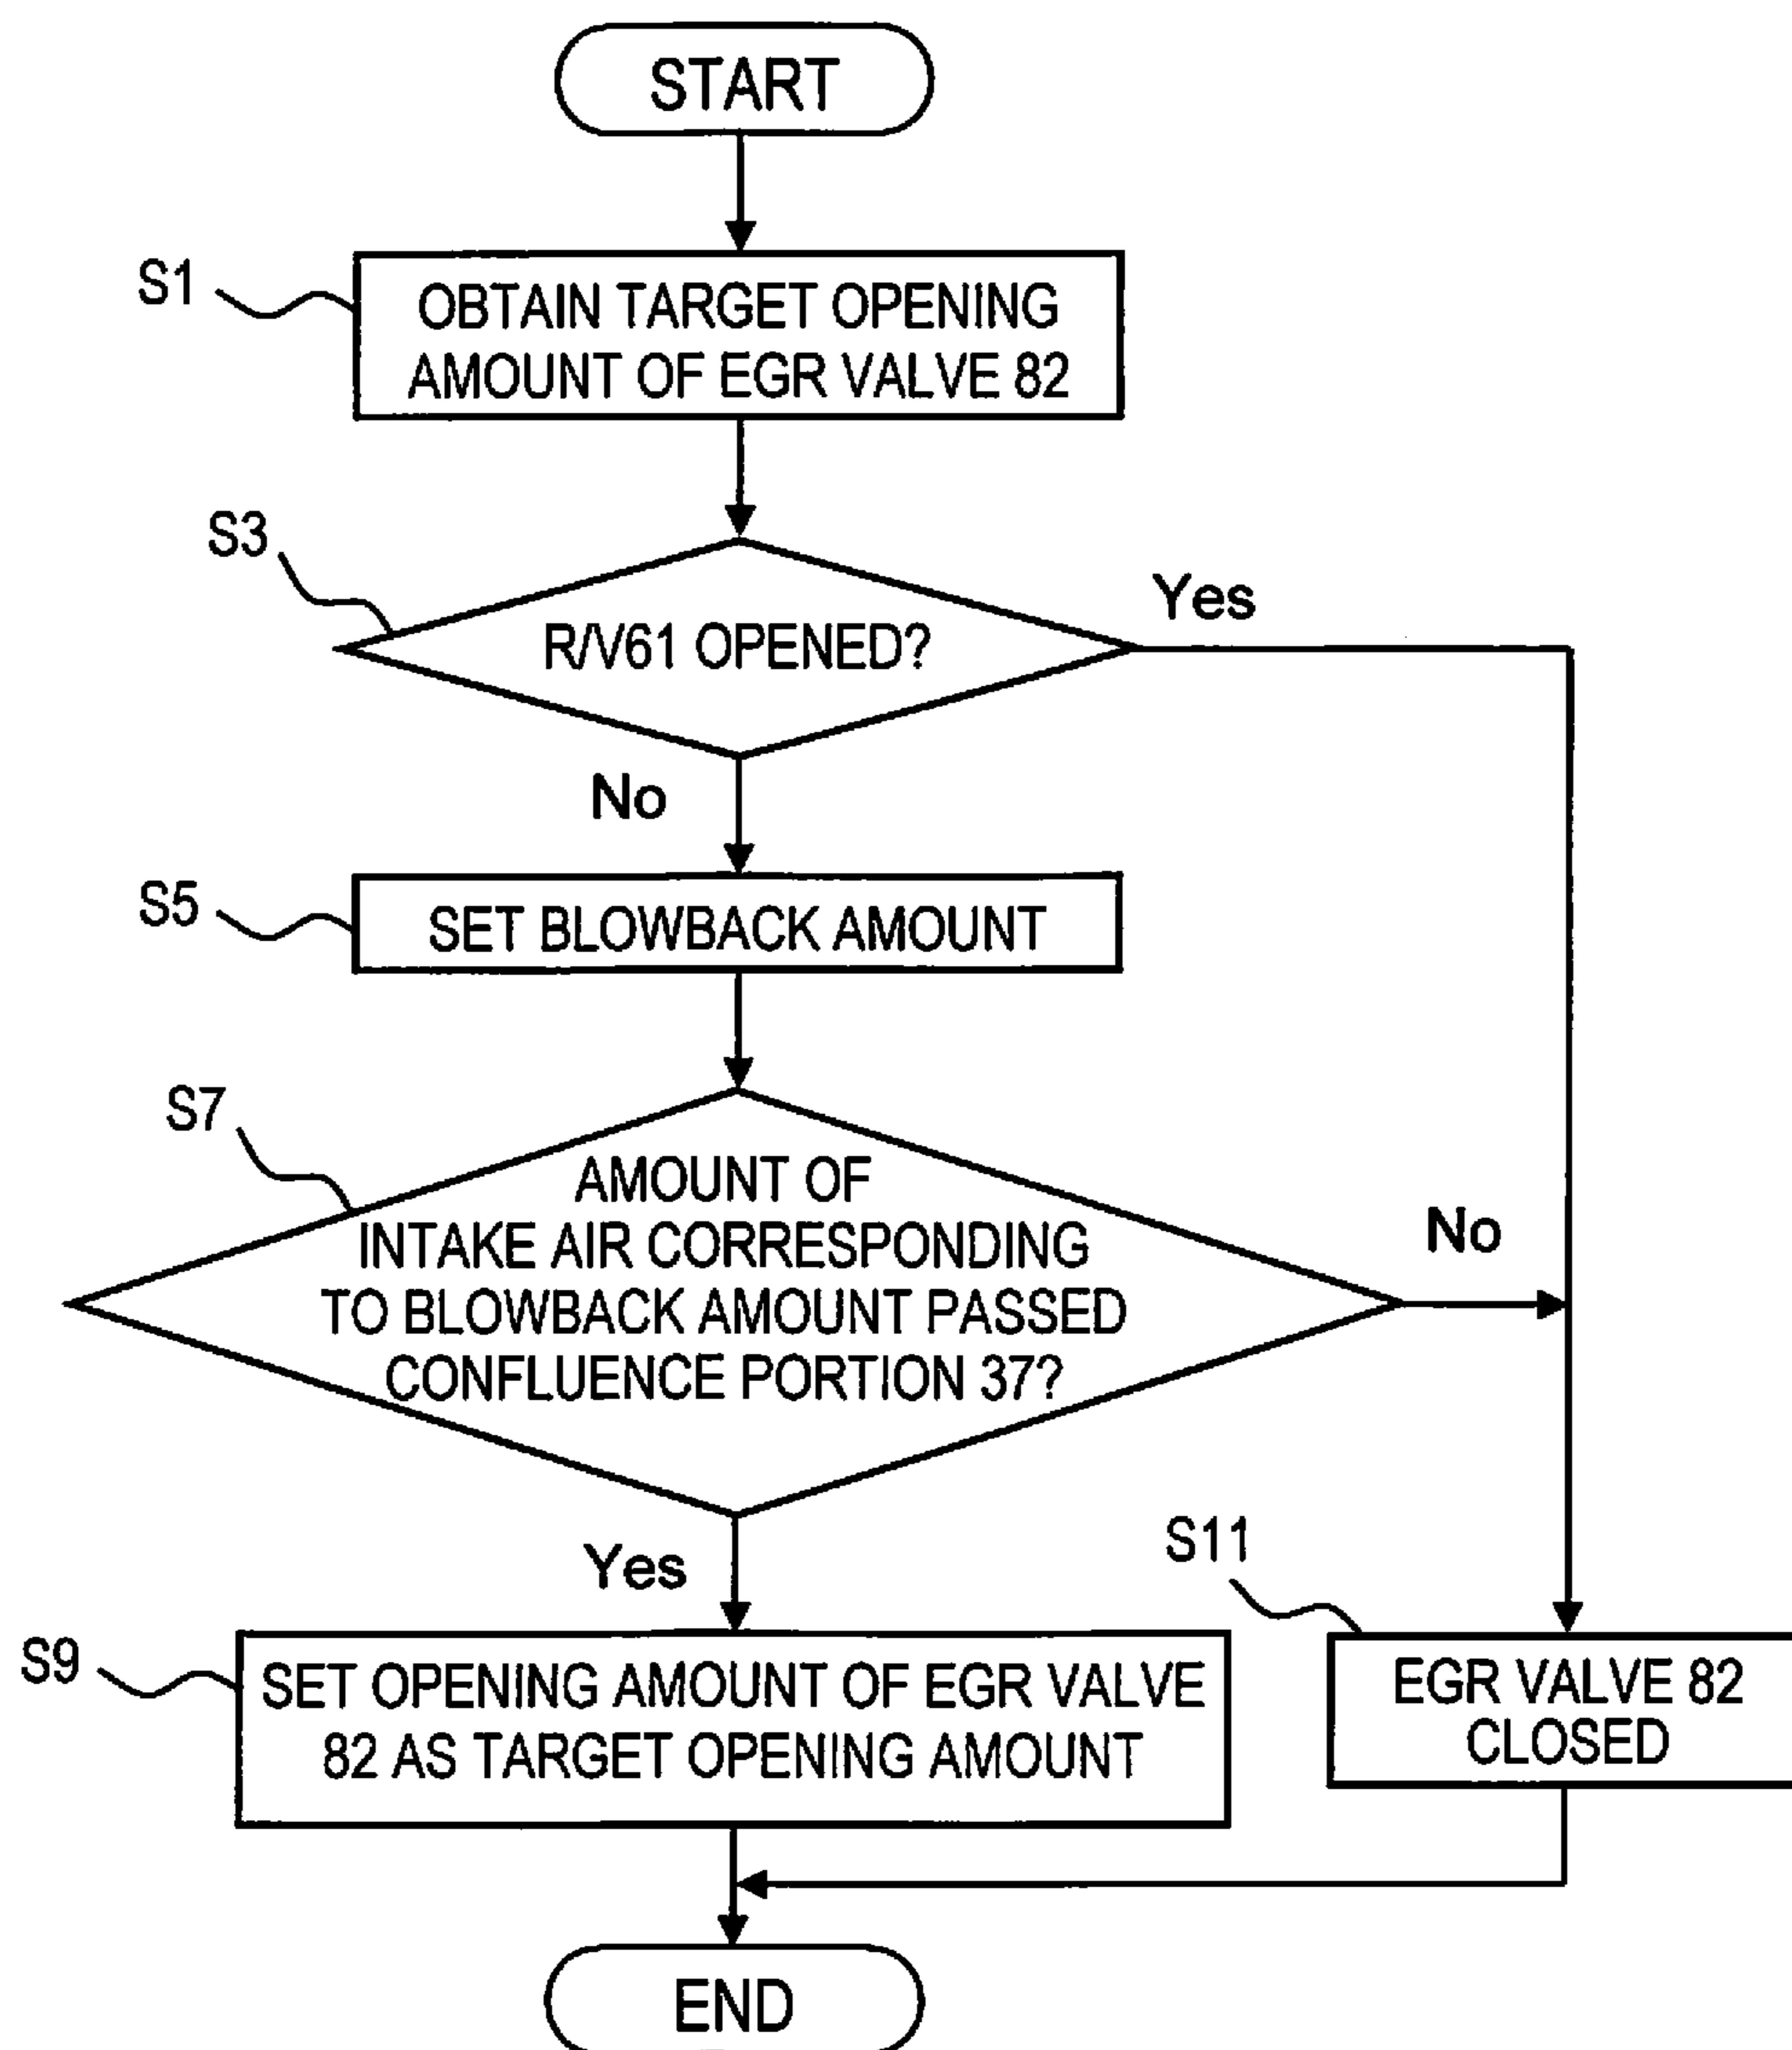 START
S1
OBTAIN TARGET OPENING
AMOUNT OF EGR VALVE 82
S3
R/V61 OPENED?
Yes
No
S5
SET BLOWBACK AMOUNT
S7
AMOUNT OF
INTAKE AIR CORRESPONDING
TO BLOWBACK AMOUNT PASSED
CONFLUENCE PORTION 37?
No
Yes
S9
SET OPENING AMOUNT OF EGR VALVE
82 AS TARGET OPENING AMOUNT
S11
EGR VALVE 82
CLOSED
END